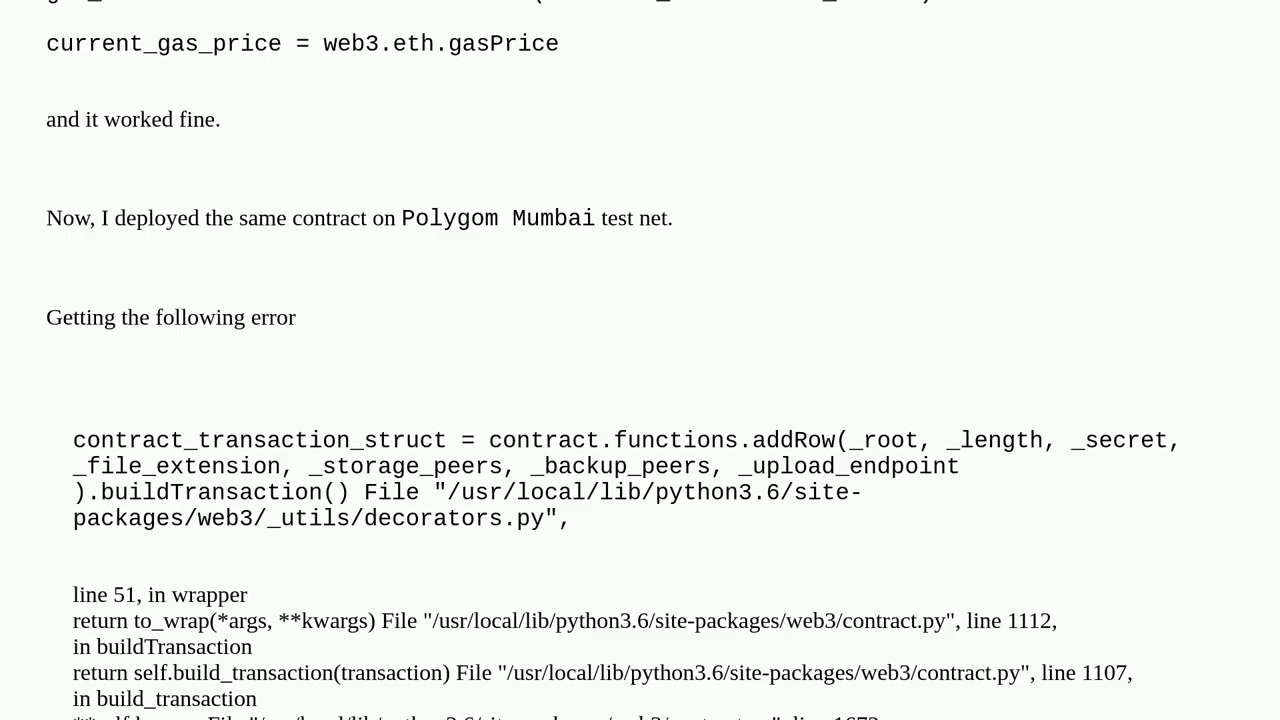 current_gas_price = web3.eth.gasPrice
and it worked fine.
Now, I deployed the same contract on Polygom Mumbai test net.
Getting the following error
contract_transaction_struct = contract.functions.addRow(_root, _length, _secret,
_file_extension, _storage_peers, _backup_peers, _upload_endpoint
).buildTransaction() File "/usr/local/lib/python3.6/site-
packages/web3/_utils/decorators.py",
line 51, in wrapper
return to_wrap(*args, **kwargs) File "/usr/local/lib/python3.6/site-packages/web3/contract.py", line 1112,
in buildTransaction
return self.build_transaction(transaction) File "/usr/local/lib/python3.6/site-packages/web3/contract.py", line 1107,
in build_transaction